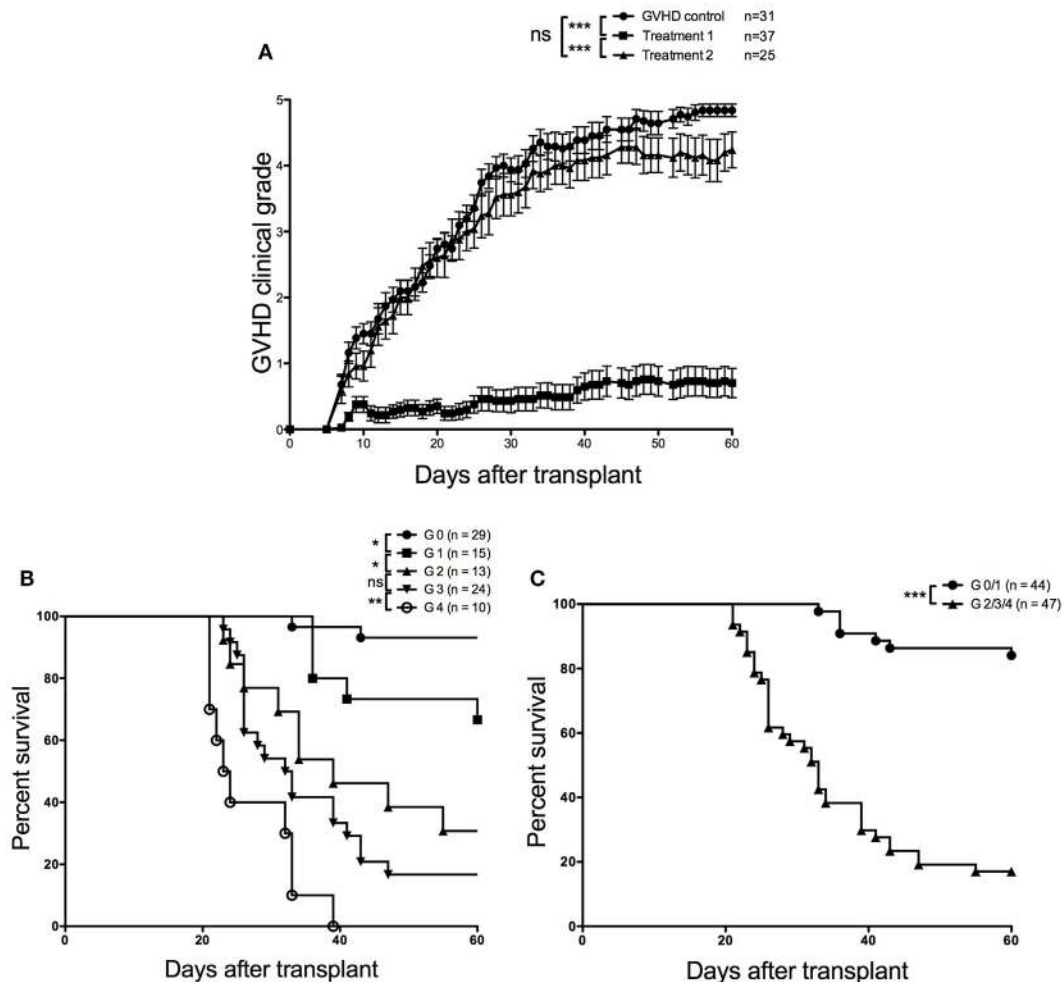 GVHD control n=31
*** Treatment 1 n=37
ns *** Treatment 2 n=25
A
GVHD clinical grade
5
4
3
2
1
0
0 10 20 30 40 50 60
Days after transplant
B
* G 0 (n = 29)
* G 1 (n = 15)
ns G 2 (n = 13)
** G 3 (n = 24)
G 4 (n = 10)
Percent survival
100
80
60
40
20
0
0 20 40 60
Days after transplant
C
*** G 0/1 (n = 44)
G 2/3/4 (n = 47)
Percent survival
100
80
60
40
20
0
0 20 40 60
Days after transplant